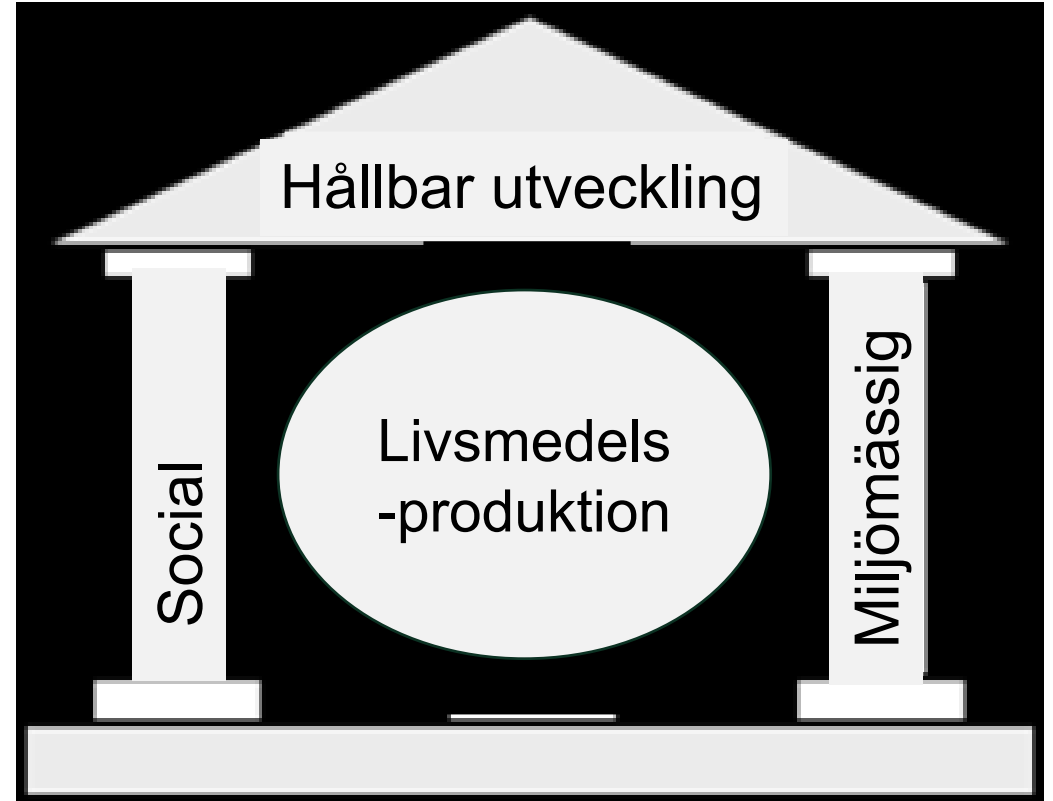 Hållbar utveckling
Social
Livsmedels
-produktion
Miljömässig